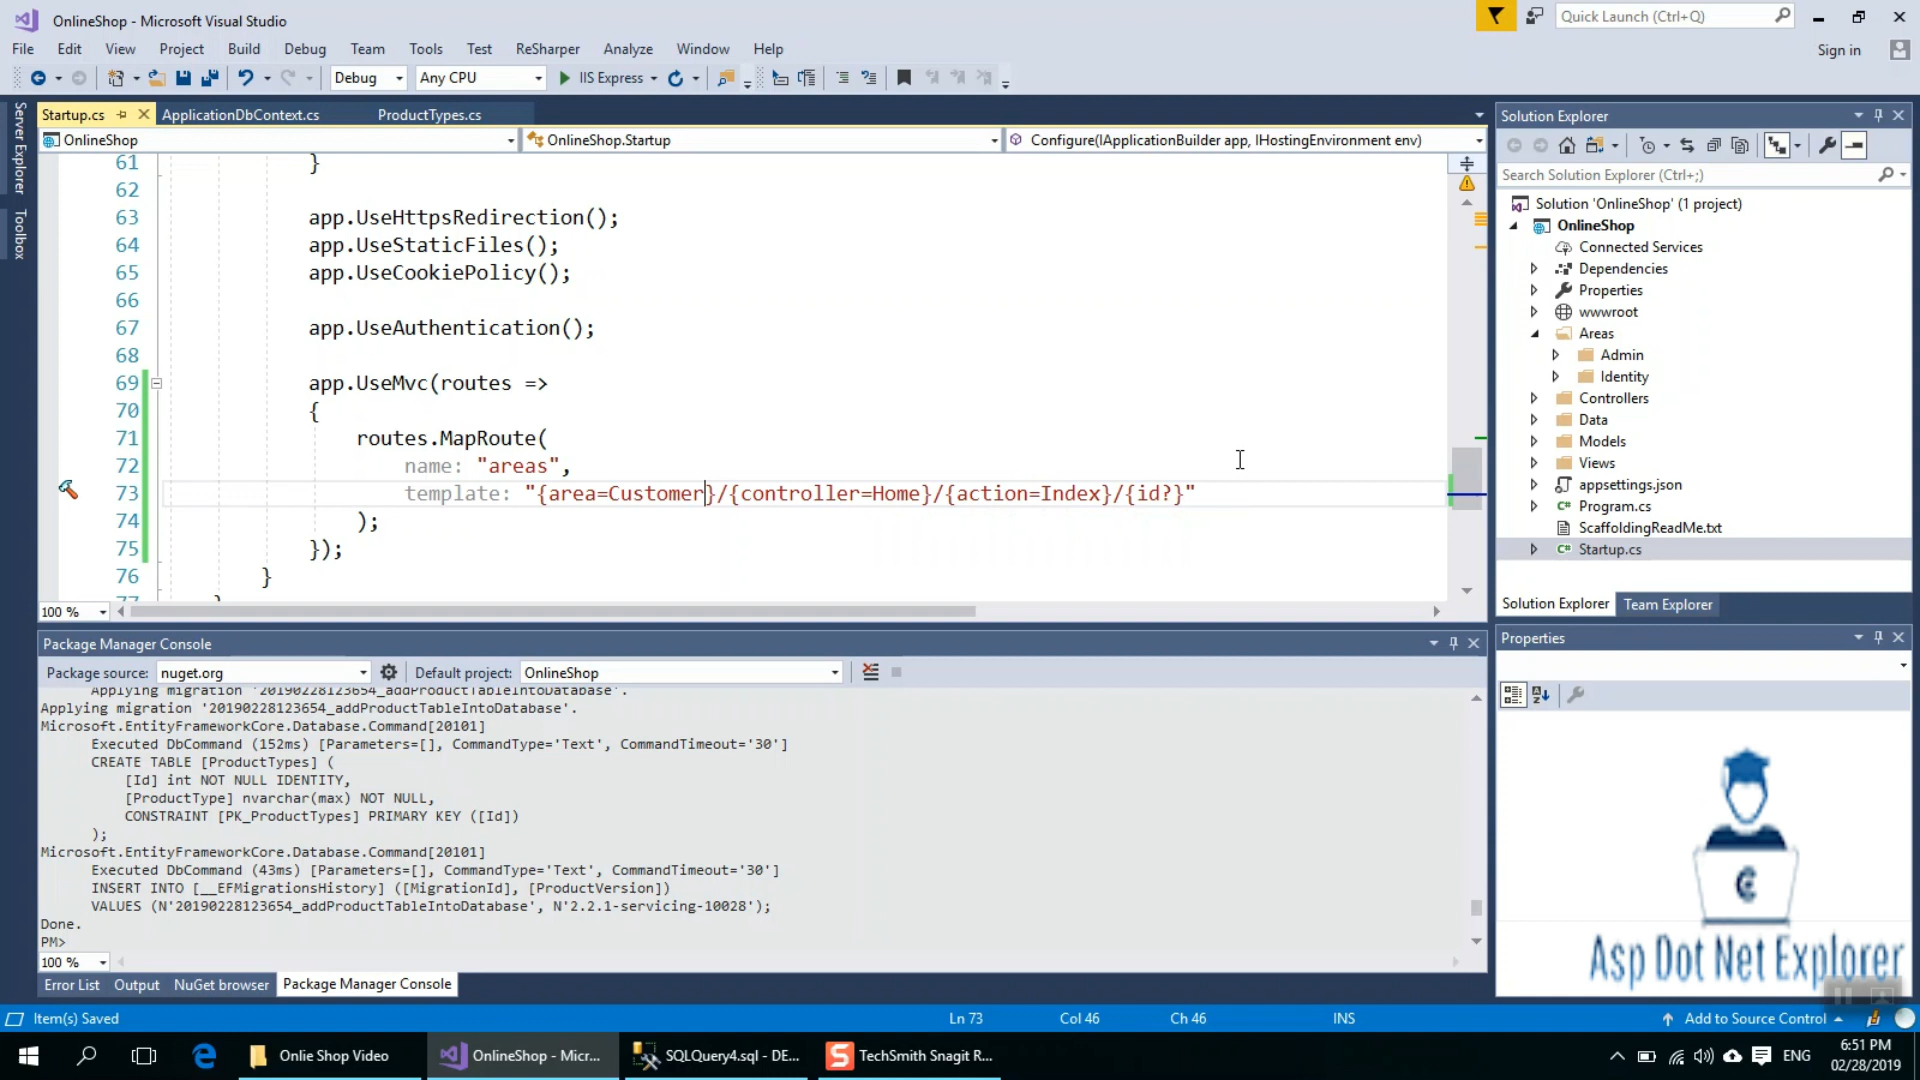 OnlineShop - Microsoft Visual Studio
Quick Launch (Ctrl+Q)
File Edit View Project Build Debug Team Tools Test ReSharper Analyze Window Help
Sign in
Debug Any CPU IIS Express
Server Explorer
Toolbox
Startup.cs ApplicationDbContext.cs ProductTypes.cs
OnlineShop OnlineShop.Startup Configure(IApplicationBuilder app, IHostingEnvironment env)
61 }
62
63 app.UseHttpsRedirection();
64 app.UseStaticFiles();
65 app.UseCookiePolicy();
66
67 app.UseAuthentication();
68
69 app.UseMvc(routes =>
70 {
71 routes.MapRoute(
72 name: "areas",
73 template: "{area=Customer}/{controller=Home}/{action=Index}/{id?}"
74 );
75 });
76 }
77 }
100 %
Solution Explorer
Search Solution Explorer (Ctrl+;)
Solution 'OnlineShop' (1 project)
OnlineShop
Connected Services
Dependencies
Properties
wwwroot
Areas
Admin
Identity
Controllers
Data
Models
Views
appsettings.json
C# Program.cs
ScaffoldingReadMe.txt
C# Startup.cs
Solution Explorer Team Explorer
Properties
Package Manager Console
Package source: nuget.org Default project: OnlineShop
Applying migration '20190228123654_addProductTableIntoDatabase'.
Applying migration '20190228123654_addProductTableIntoDatabase'.
Microsoft.EntityFrameworkCore.Database.Command[20101]
Executed DbCommand (152ms) [Parameters=[], CommandType='Text', CommandTimeout='30']
CREATE TABLE [ProductTypes] (
[Id] int NOT NULL IDENTITY,
[ProductType] nvarchar(max) NOT NULL,
CONSTRAINT [PK_ProductTypes] PRIMARY KEY ([Id])
);
Microsoft.EntityFrameworkCore.Database.Command[20101]
Executed DbCommand (43ms) [Parameters=[], CommandType='Text', CommandTimeout='30']
INSERT INTO [__EFMigrationsHistory] ([MigrationId], [ProductVersion])
VALUES (N'20190228123654_addProductTableIntoDatabase', N'2.2.1-servicing-10028');
Done.
PM>
100 %
Error List Output NuGet browser Package Manager Console
Asp Dot Net Explorer
Item(s) Saved Ln 73 Col 46 Ch 46 INS Add to Source Control
Onlie Shop Video OnlineShop - Micr... SQLQuery4.sql - DE... TechSmith Snagit R... ENG
6:51 PM
02/28/2019